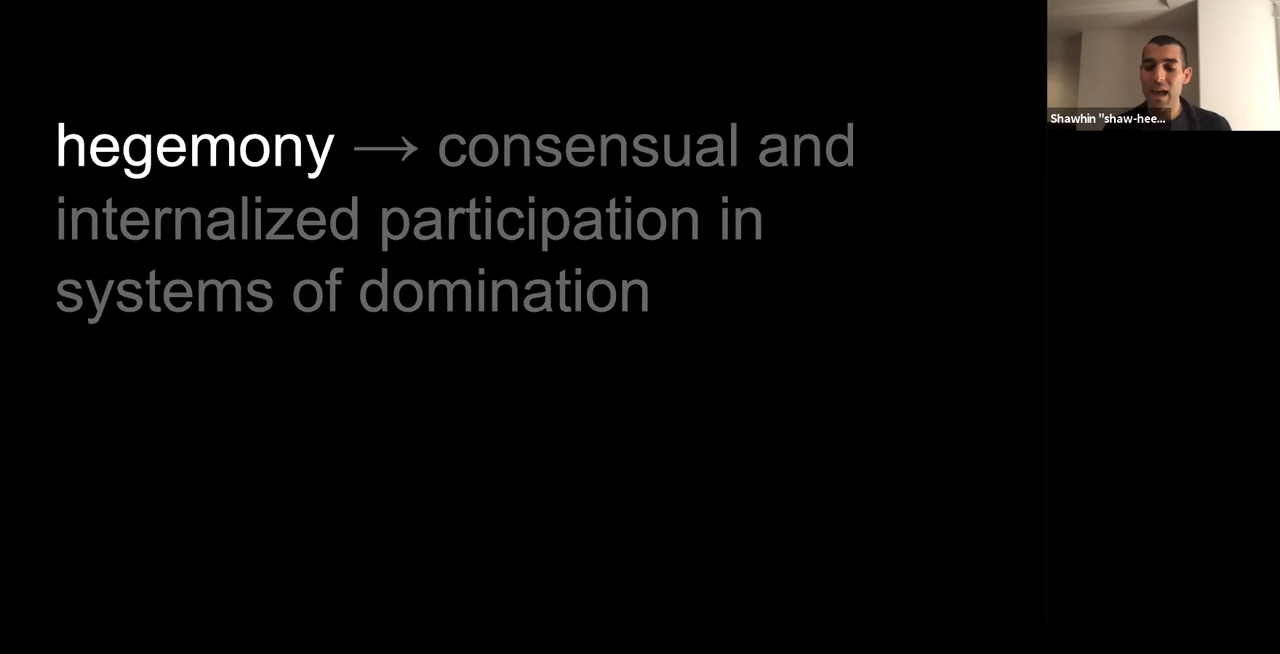 hegemony → consensual and
internalized participation in
systems of domination
Shawhin "shaw-hee...